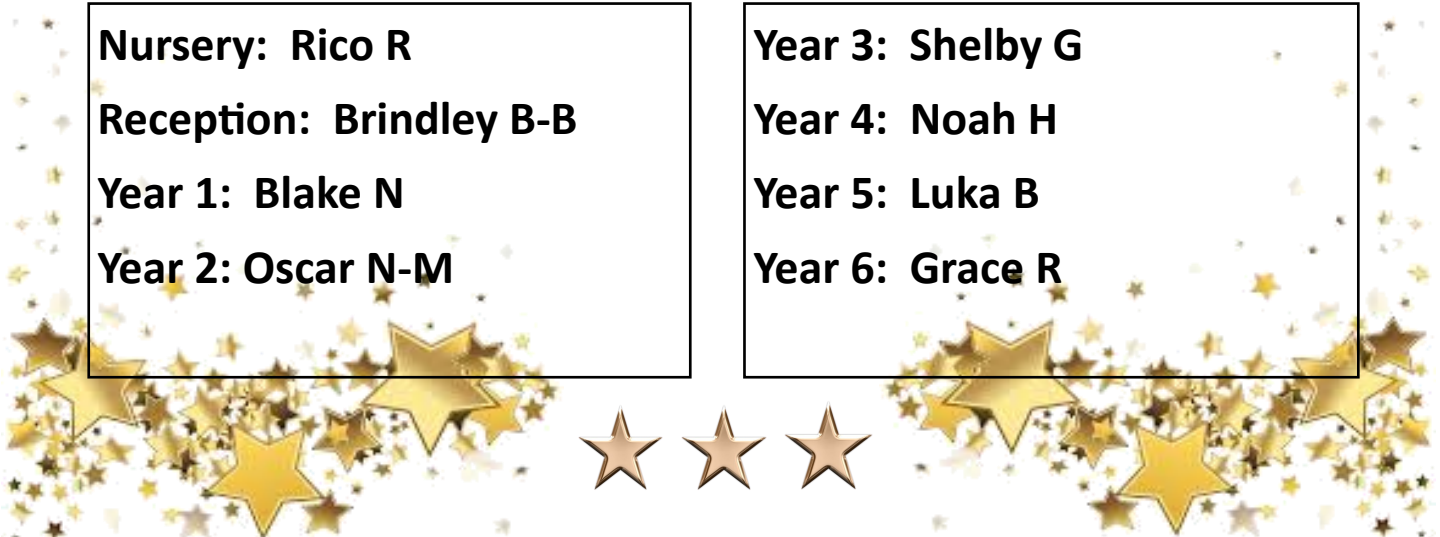 Nursery:  Rico R
Reception:  Brindley B-B
Year 1:  Blake N
Year 2: Oscar N-M
Year 3:  Shelby G
Year 4:  Noah H
Year 5:  Luka B
Year 6:  Grace R